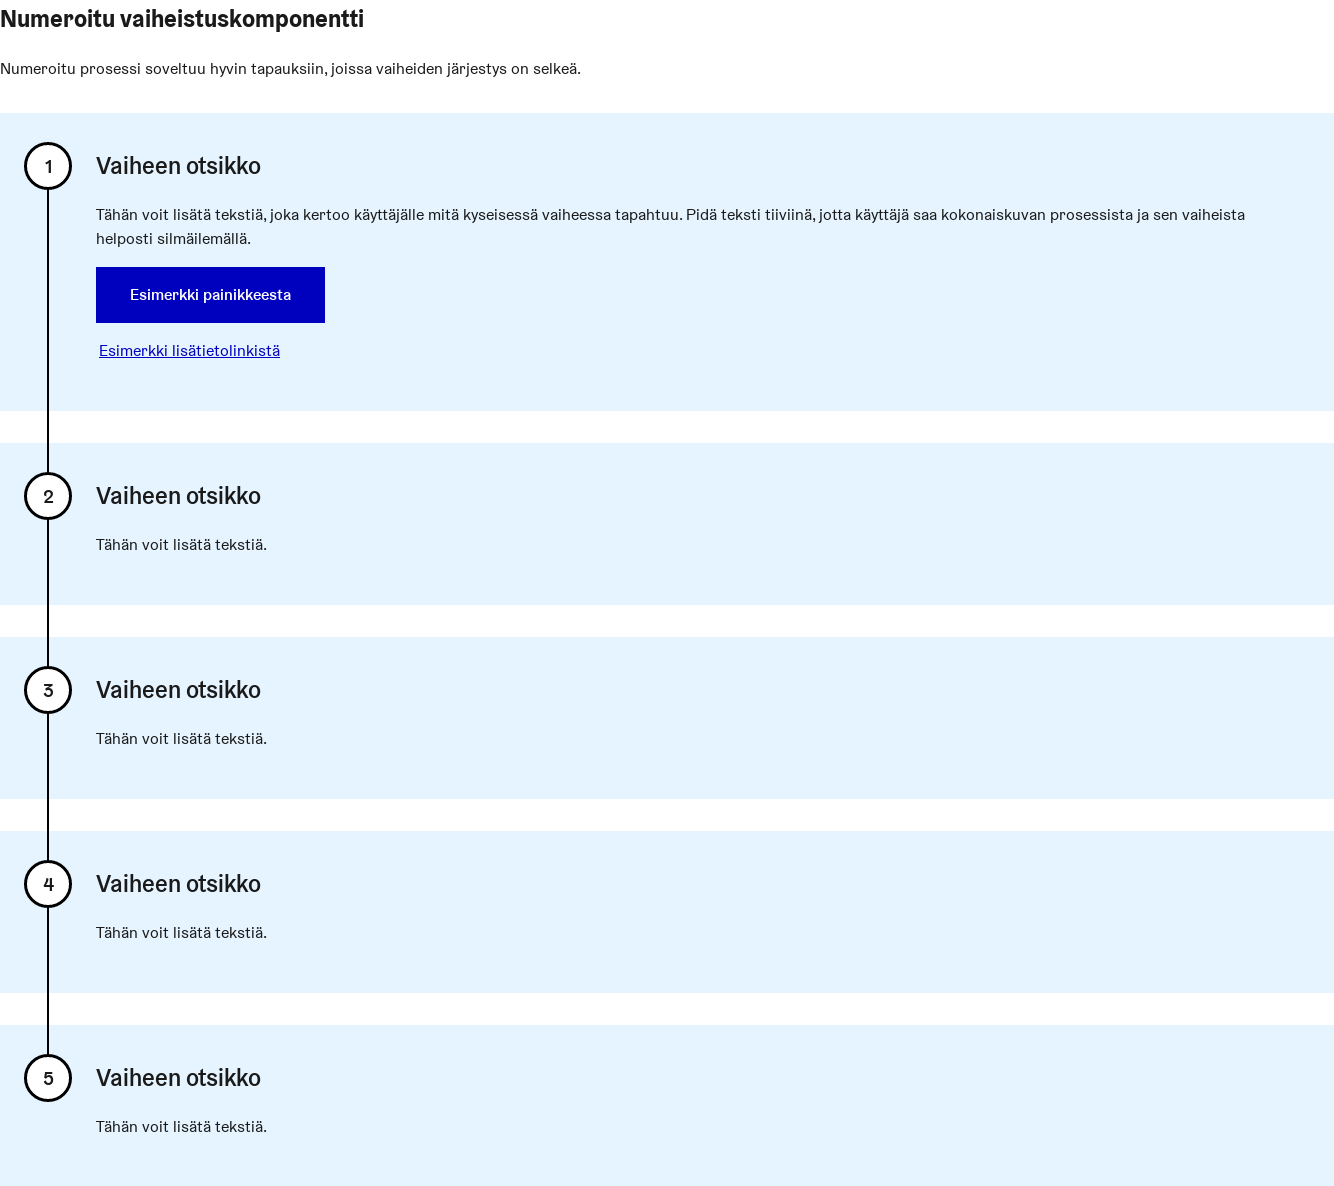 Numeroitu vaiheistuskomponentti
Numeroitu prosessi soveltuu hyvin tapauksiin, joissa vaiheiden järjestys on selkeä.
1
Vaiheen otsikko
Tähän voit lisätä tekstiä, joka kertoo käyttäjälle mitä kyseisessä vaiheessa tapahtuu. Pidä teksti tiiviinä, jotta käyttäjä saa kokonaiskuvan prosessista ja sen vaiheista
helposti silmäilemällä.
Esimerkki painikkeesta
Esimerkki lisätietolinkistä
2
Vaiheen otsikko
Tähän voit lisätä tekstiä.
3
Vaiheen otsikko
Tähän voit lisätä tekstiä.
4
Vaiheen otsikko
Tähän voit lisätä tekstiä.
5
Vaiheen otsikko
Tähän voit lisätä tekstiä.